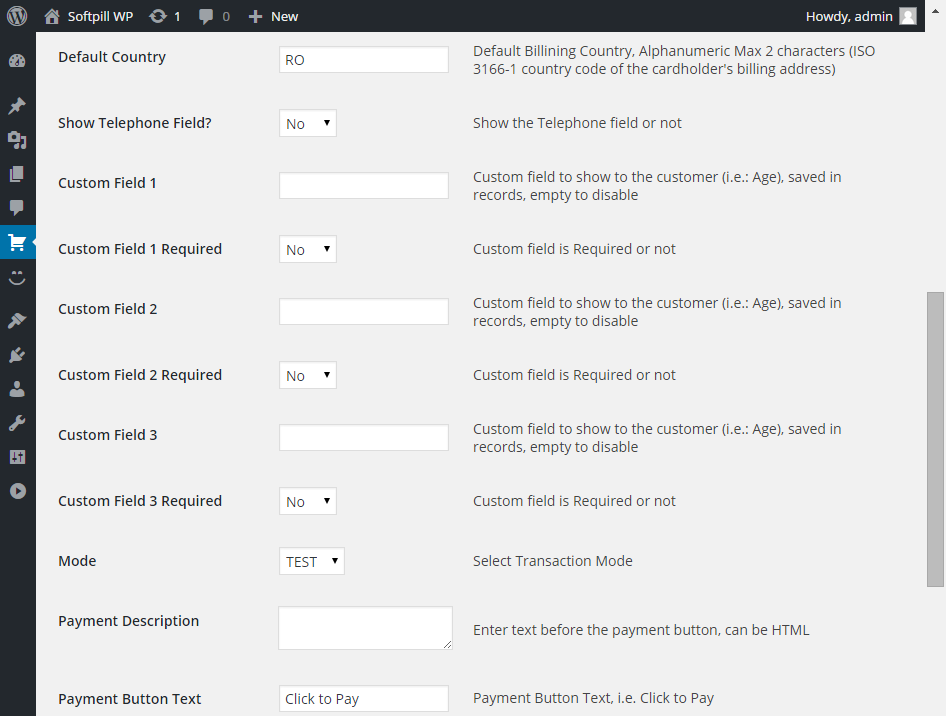 Softpill WP 1 0 New Howdy, admin
Default Country RO Default Billining Country, Alphanumeric Max 2 characters (ISO
3166-1 country code of the cardholder's billing address)
Show Telephone Field? No Show the Telephone field or not
Custom Field 1 Custom field to show to the customer (i.e.: Age), saved in
records, empty to disable
Custom Field 1 Required No Custom field is Required or not
Custom Field 2 Custom field to show to the customer (i.e.: Age), saved in
records, empty to disable
Custom Field 2 Required No Custom field is Required or not
Custom Field 3 Custom field to show to the customer (i.e.: Age), saved in
records, empty to disable
Custom Field 3 Required No Custom field is Required or not
Mode TEST Select Transaction Mode
Payment Description Enter text before the payment button, can be HTML
Payment Button Text Click to Pay Payment Button Text, i.e. Click to Pay